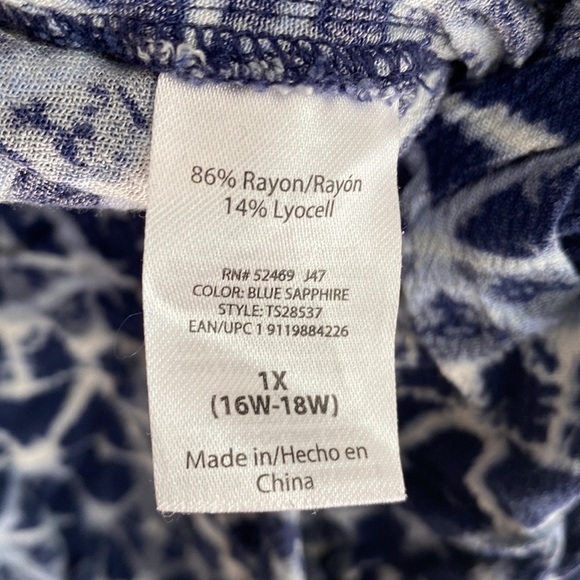 86% Rayon/Rayón
14% Lyocell
RN# 52469 J47
COLOR: BLUE SAPPHIRE
STYLE: TS28537
EAN/UPC 1 9119884226
1X
(16W-18W)
Made in/Hecho en
China